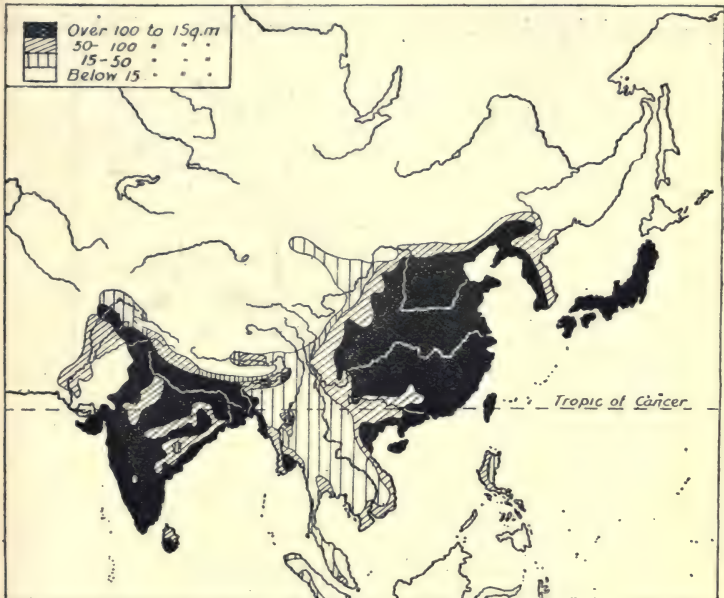 Over 100 to 1 Sq.m
50-100 " " "
15-50 " " "
Below 15 " " "
Tropic of Cancer